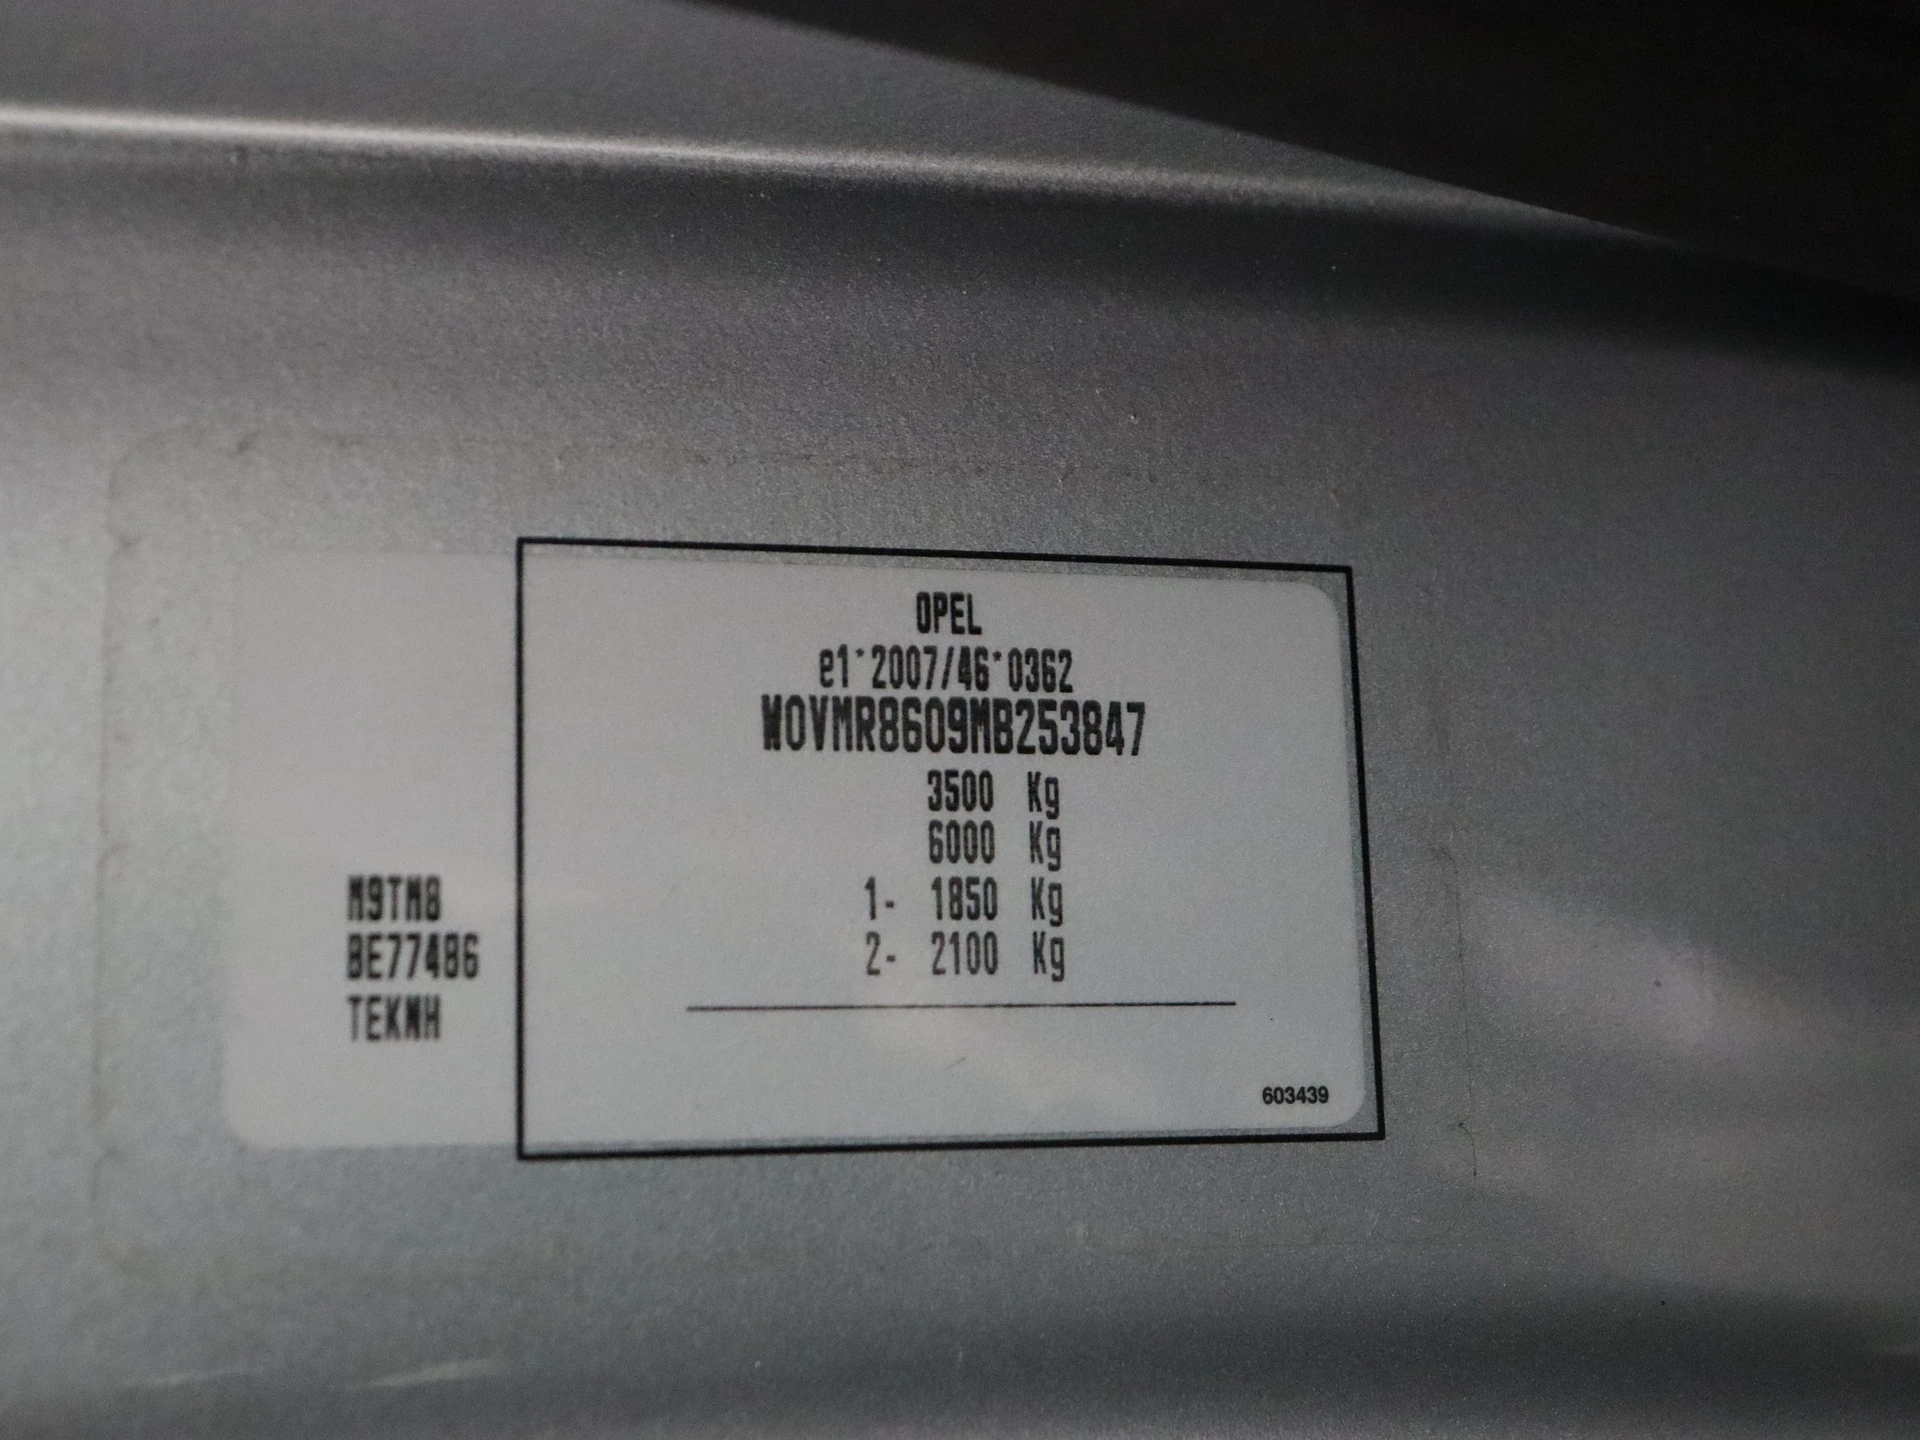 OPEL
e1*2007/46*0362
W0VMR8609MB253847
3500 Kg
6000 Kg
1- 1850 Kg
2- 2100 Kg
M9TM8
BE77486
TEKNH
603439